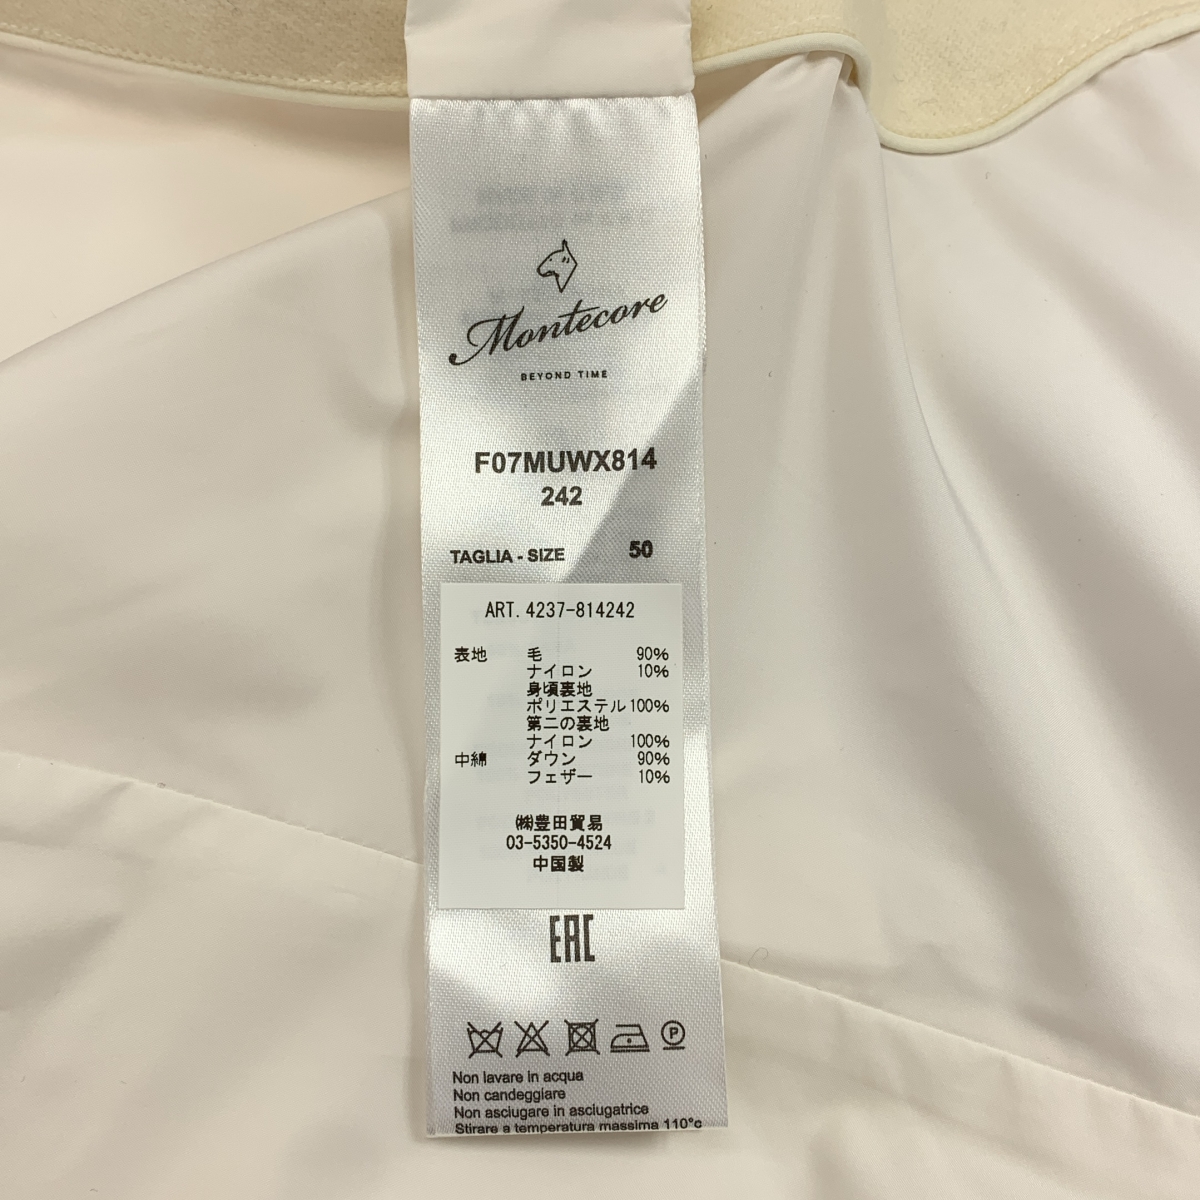 Montecore
BEYOND TIME
F07MUWX814
242
TAGLIA - SIZE 50
ART. 4237-814242
表地 毛 90%
ナイロン 10%
身頃裏地
ポリエステル 100%
第二の裏地
ナイロン 100%
中綿 ダウン 90%
フェザー 10%
㈱豊田貿易
03-5350-4524
中国製
EAC
P
Non lavare in acqua
Non candeggiare
Non asciugare in asciugatrice
Stirare a temperatura massima 110°c